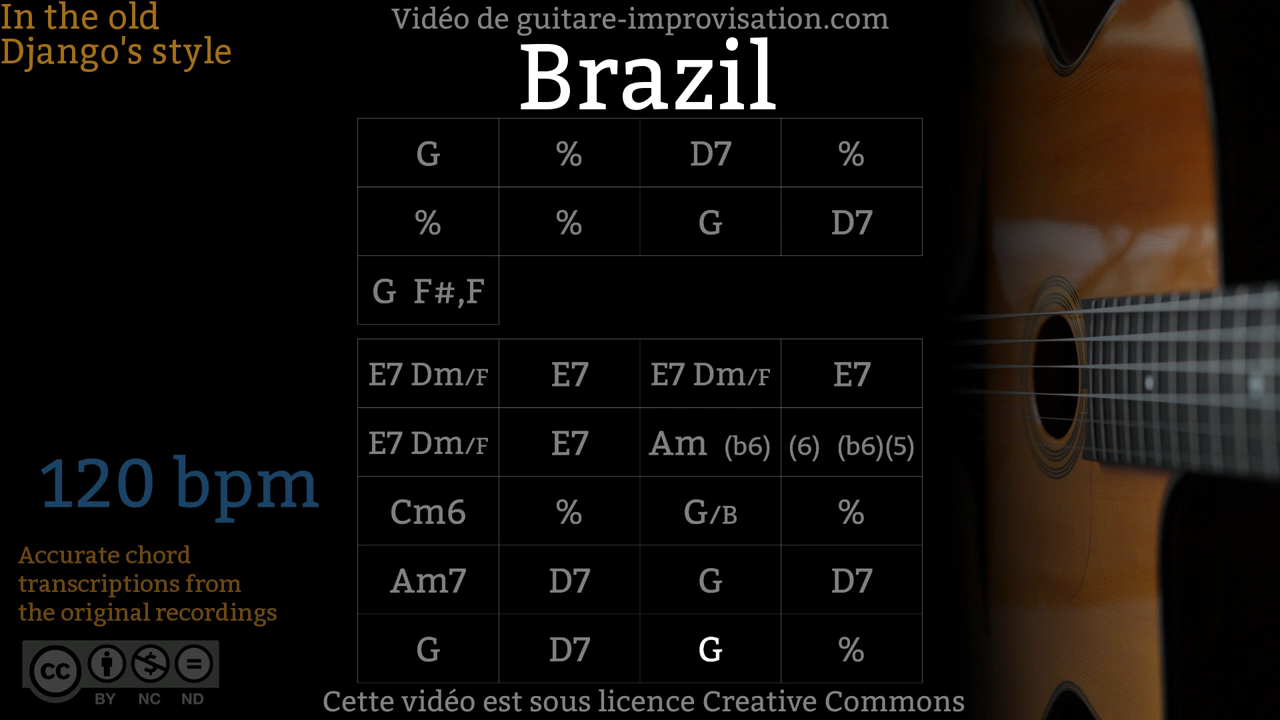 In the old
Django's style
Vidéo de guitare-improvisation.com
Brazil
G % D7 %
% % G D7
G F#,F
E7 Dm/F E7 E7 Dm/F E7
E7 Dm/F E7 Am (b6) (6) (b6)(5)
Cm6 % G/B %
Am7 D7 G D7
G D7 G %
120 bpm
Accurate chord
transcriptions from
the original recordings
cc
BY NC ND
Cette vidéo est sous licence Creative Commons